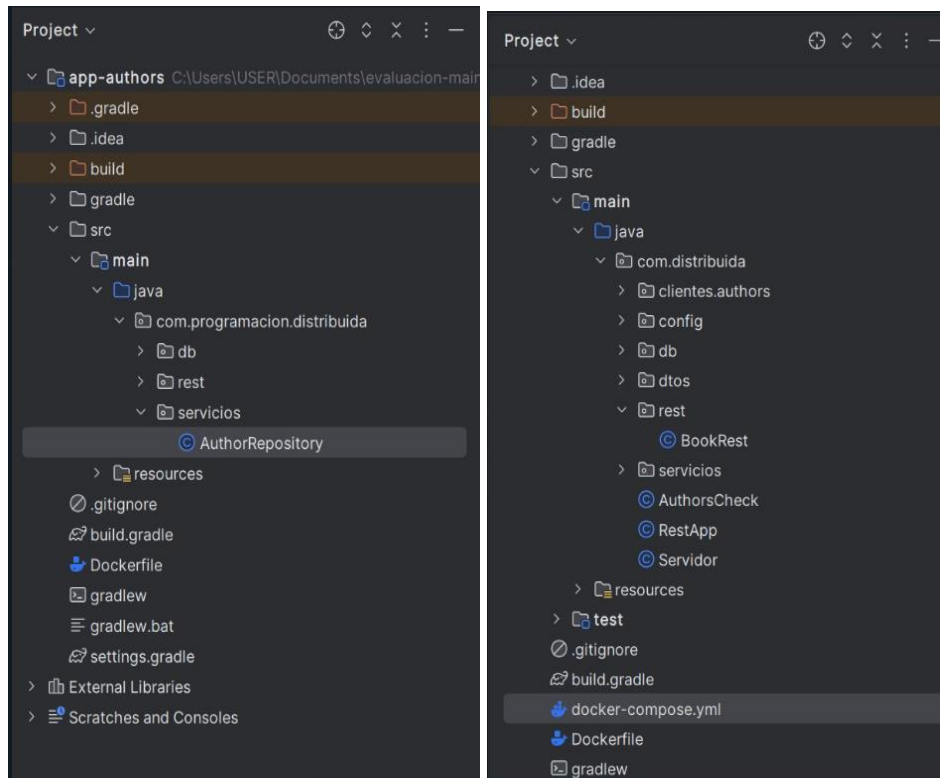 Project
app-authors C:\Users\USER\Documents\evaluacion-main
.gradle
.idea
build
gradle
src
main
java
com.programacion.distribuida
db
rest
servicios
AuthorRepository
resources
.gitignore
build.gradle
Dockerfile
gradlew
gradlew.bat
settings.gradle
External Libraries
Scratches and Consoles
Project
.idea
build
gradle
src
main
java
com.distribuida
clientes.authors
config
db
dtos
rest
BookRest
servicios
AuthorsCheck
RestApp
Servidor
resources
test
.gitignore
build.gradle
docker-compose.yml
Dockerfile
gradlew